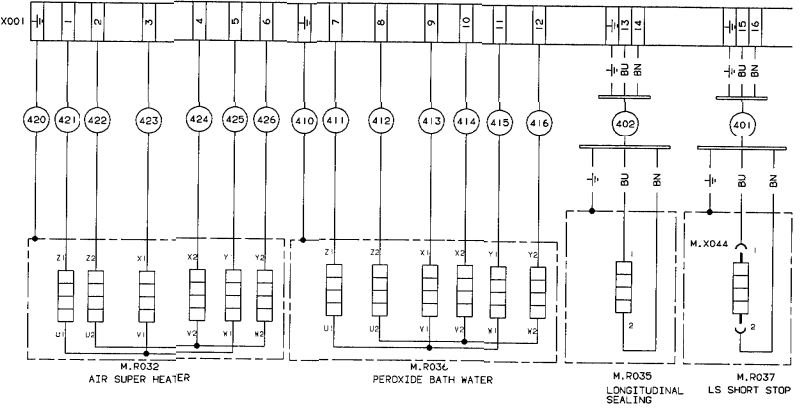 X001 1 2 3 4 5 6 7 8 9 10 11 12 13 14 15 16
BU BN BU BN
420 421 422 423 424 425 426 410 411 412 413 414 415 416 402 401
BU BN BU BN
M.X044 1
Z1 Z2 X1 X2 Y1 Y2 Z1 Z2 X1 X2 Y1 Y2 1
U1 U2 V1 V2 W1 W2 U1 U2 V1 V2 W1 W2 2 2
M.R032 M.R036 M.R035 M.R037
AIR SUPER HEATER PEROXIDE BATH WATER LONGITUDINAL LS SHORT STOP
SEALING